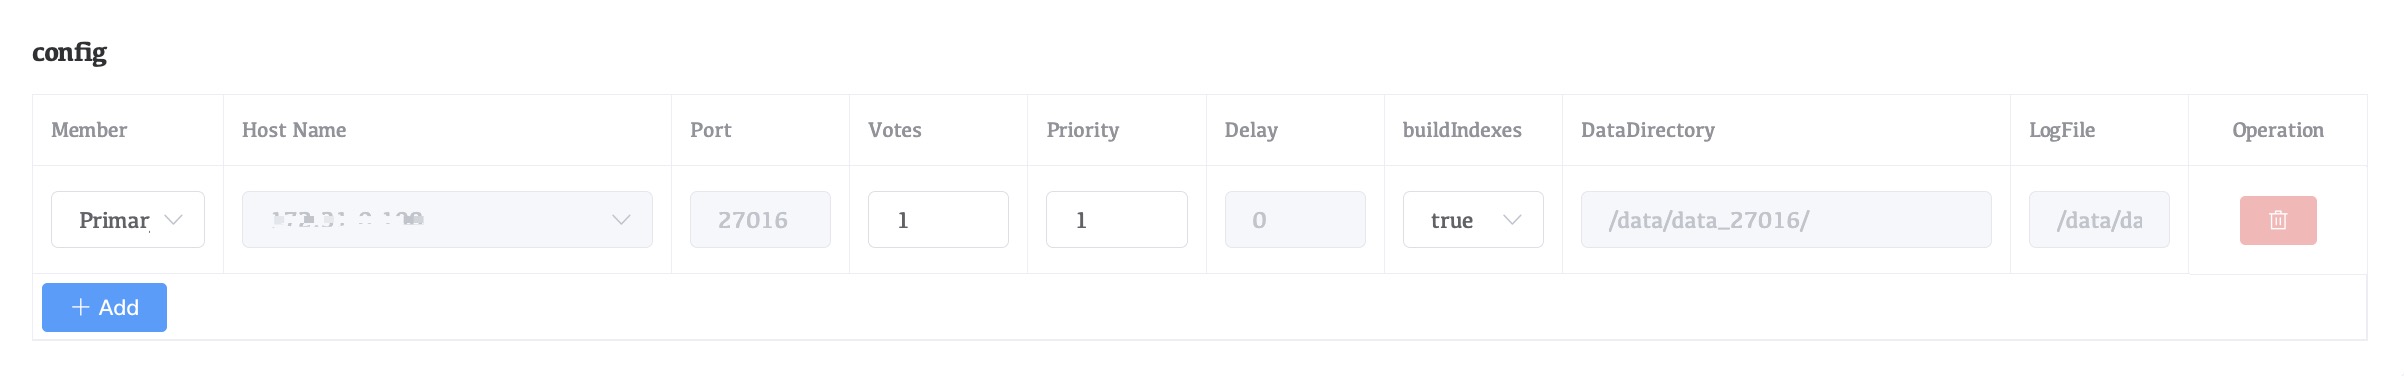 config
Member Host Name Port Votes Priority Delay buildIndexes DataDirectory LogFile Operation
Primar 27016 1 1 0 true /data/data_27016/ /data/da
Add